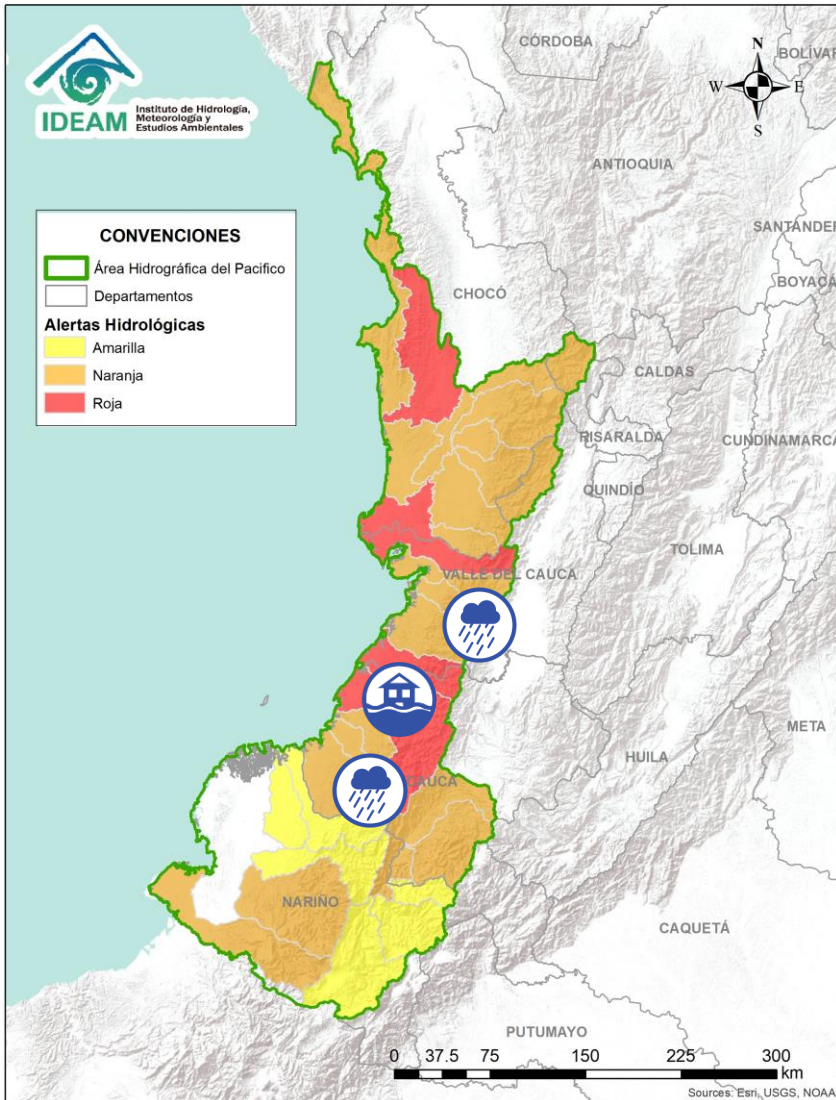 IDEAM
Instituto de Hidrología,
Meteorología y
Estudios Ambientales
CÓRDOBA
BOLÍVAR
N
W E
S
ANTIOQUIA
SANTANDER
BOYACÁ
CONVENCIONES
Área Hidrográfica del Pacifico
Departamentos
Alertas Hidrológicas
Amarilla
Naranja
Roja
CHOCÓ
CALDAS
RISARALDA
CUNDINAMARCA
QUINDÍO
TOLIMA
VALLE DEL CAUCA
META
HUILA
CAUCA
NARIÑO
CAQUETÁ
PUTUMAYO
0 37.5 75 150 225 300
km
Sources: Esri, USGS, NOAA